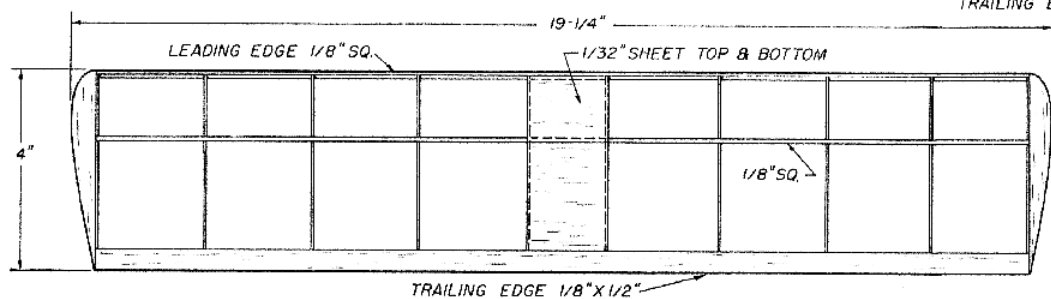 TRAILING E
19-1/4"
LEADING EDGE 1/8" SQ.
1/32" SHEET TOP & BOTTOM
4"
1/8" SQ.
TRAILING EDGE 1/8" X 1/2"